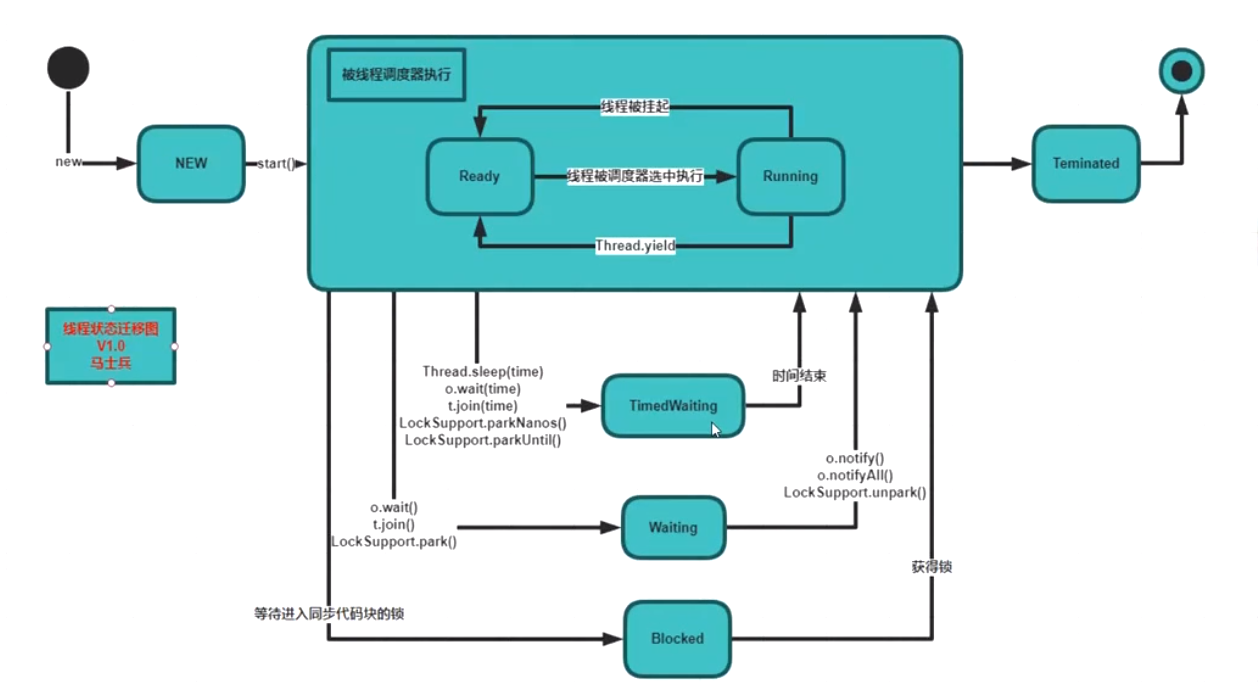 被线程调度器执行
线程被挂起
new
NEW
start()
Ready
线程被调度器选中执行
Running
Teminated
Thread.yield
线程状态迁移图
V1.0
马士兵
Thread.sleep(time)
o.wait(time)
t.join(time)
LockSupport.parkNanos()
LockSupport.parkUntil()
TimedWaiting
时间结束
o.notify()
o.notifyAll()
LockSupport.unpark()
o.wait()
t.join()
LockSupport.park()
Waiting
获得锁
等待进入同步代码块的锁
Blocked